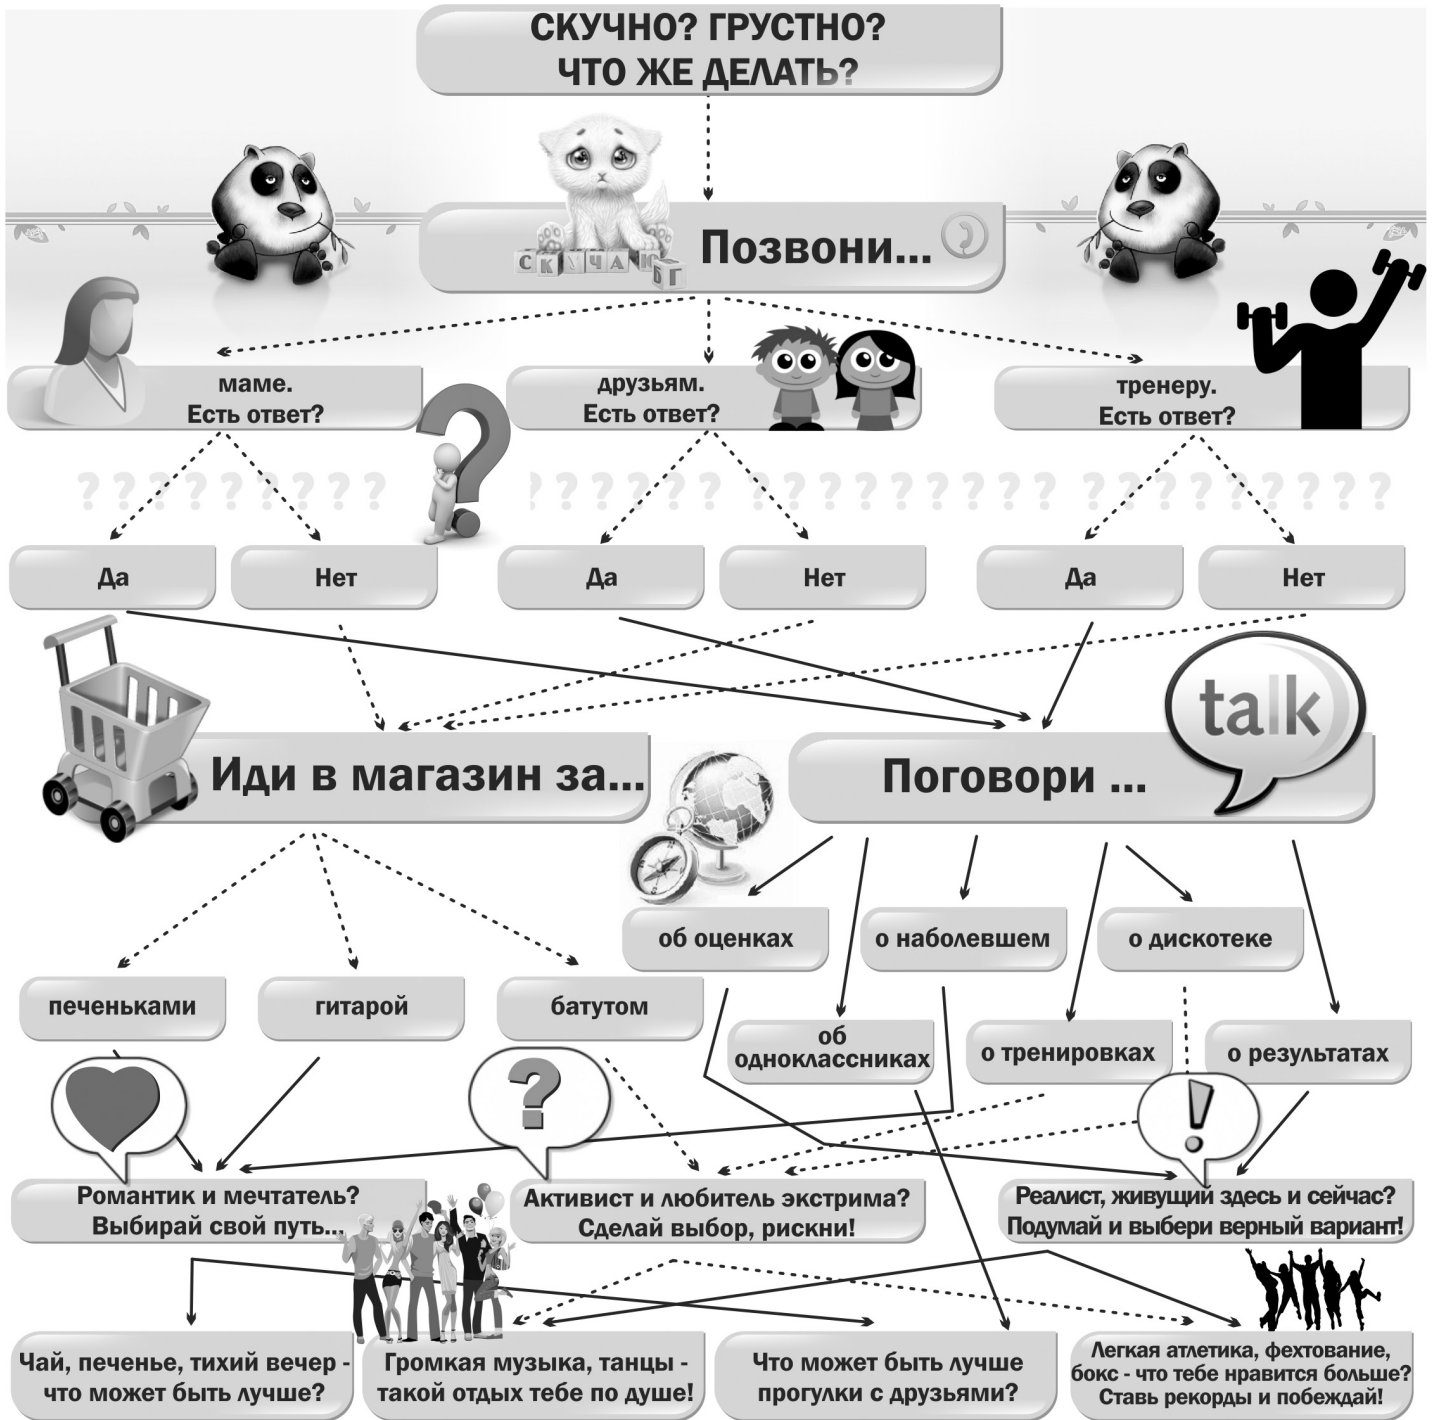 СКУЧНО? ГРУСТНО?
ЧТО ЖЕ ДЕЛАТЬ?
СКУЧАЮ
Позвони...
маме.
Есть ответ?
друзьям.
Есть ответ?
тренеру.
Есть ответ?
? ? ? ? ? ? ? ? ?
? ? ? ? ? ? ? ? ? ? ? ? ? ? ? ? ? ? ? ? ? ? ? ?
Да
Нет
Да
Нет
Да
Нет
talk
Иди в магазин за...
Поговори ...
об оценках
о наболевшем
о дискотеке
печеньками
гитарой
батутом
об
одноклассниках
о тренировках
о результатах
?
!
Романтик и мечтатель?
Выбирай свой путь...
Активист и любитель экстрима?
Сделай выбор, рискни!
Реалист, живущий здесь и сейчас?
Подумай и выбери верный вариант!
Чай, печенье, тихий вечер -
что может быть лучше?
Громкая музыка, танцы -
такой отдых тебе по душе!
Что может быть лучше
прогулки с друзьями?
Легкая атлетика, фехтование,
бокс - что тебе нравится больше?
Ставь рекорды и побеждай!